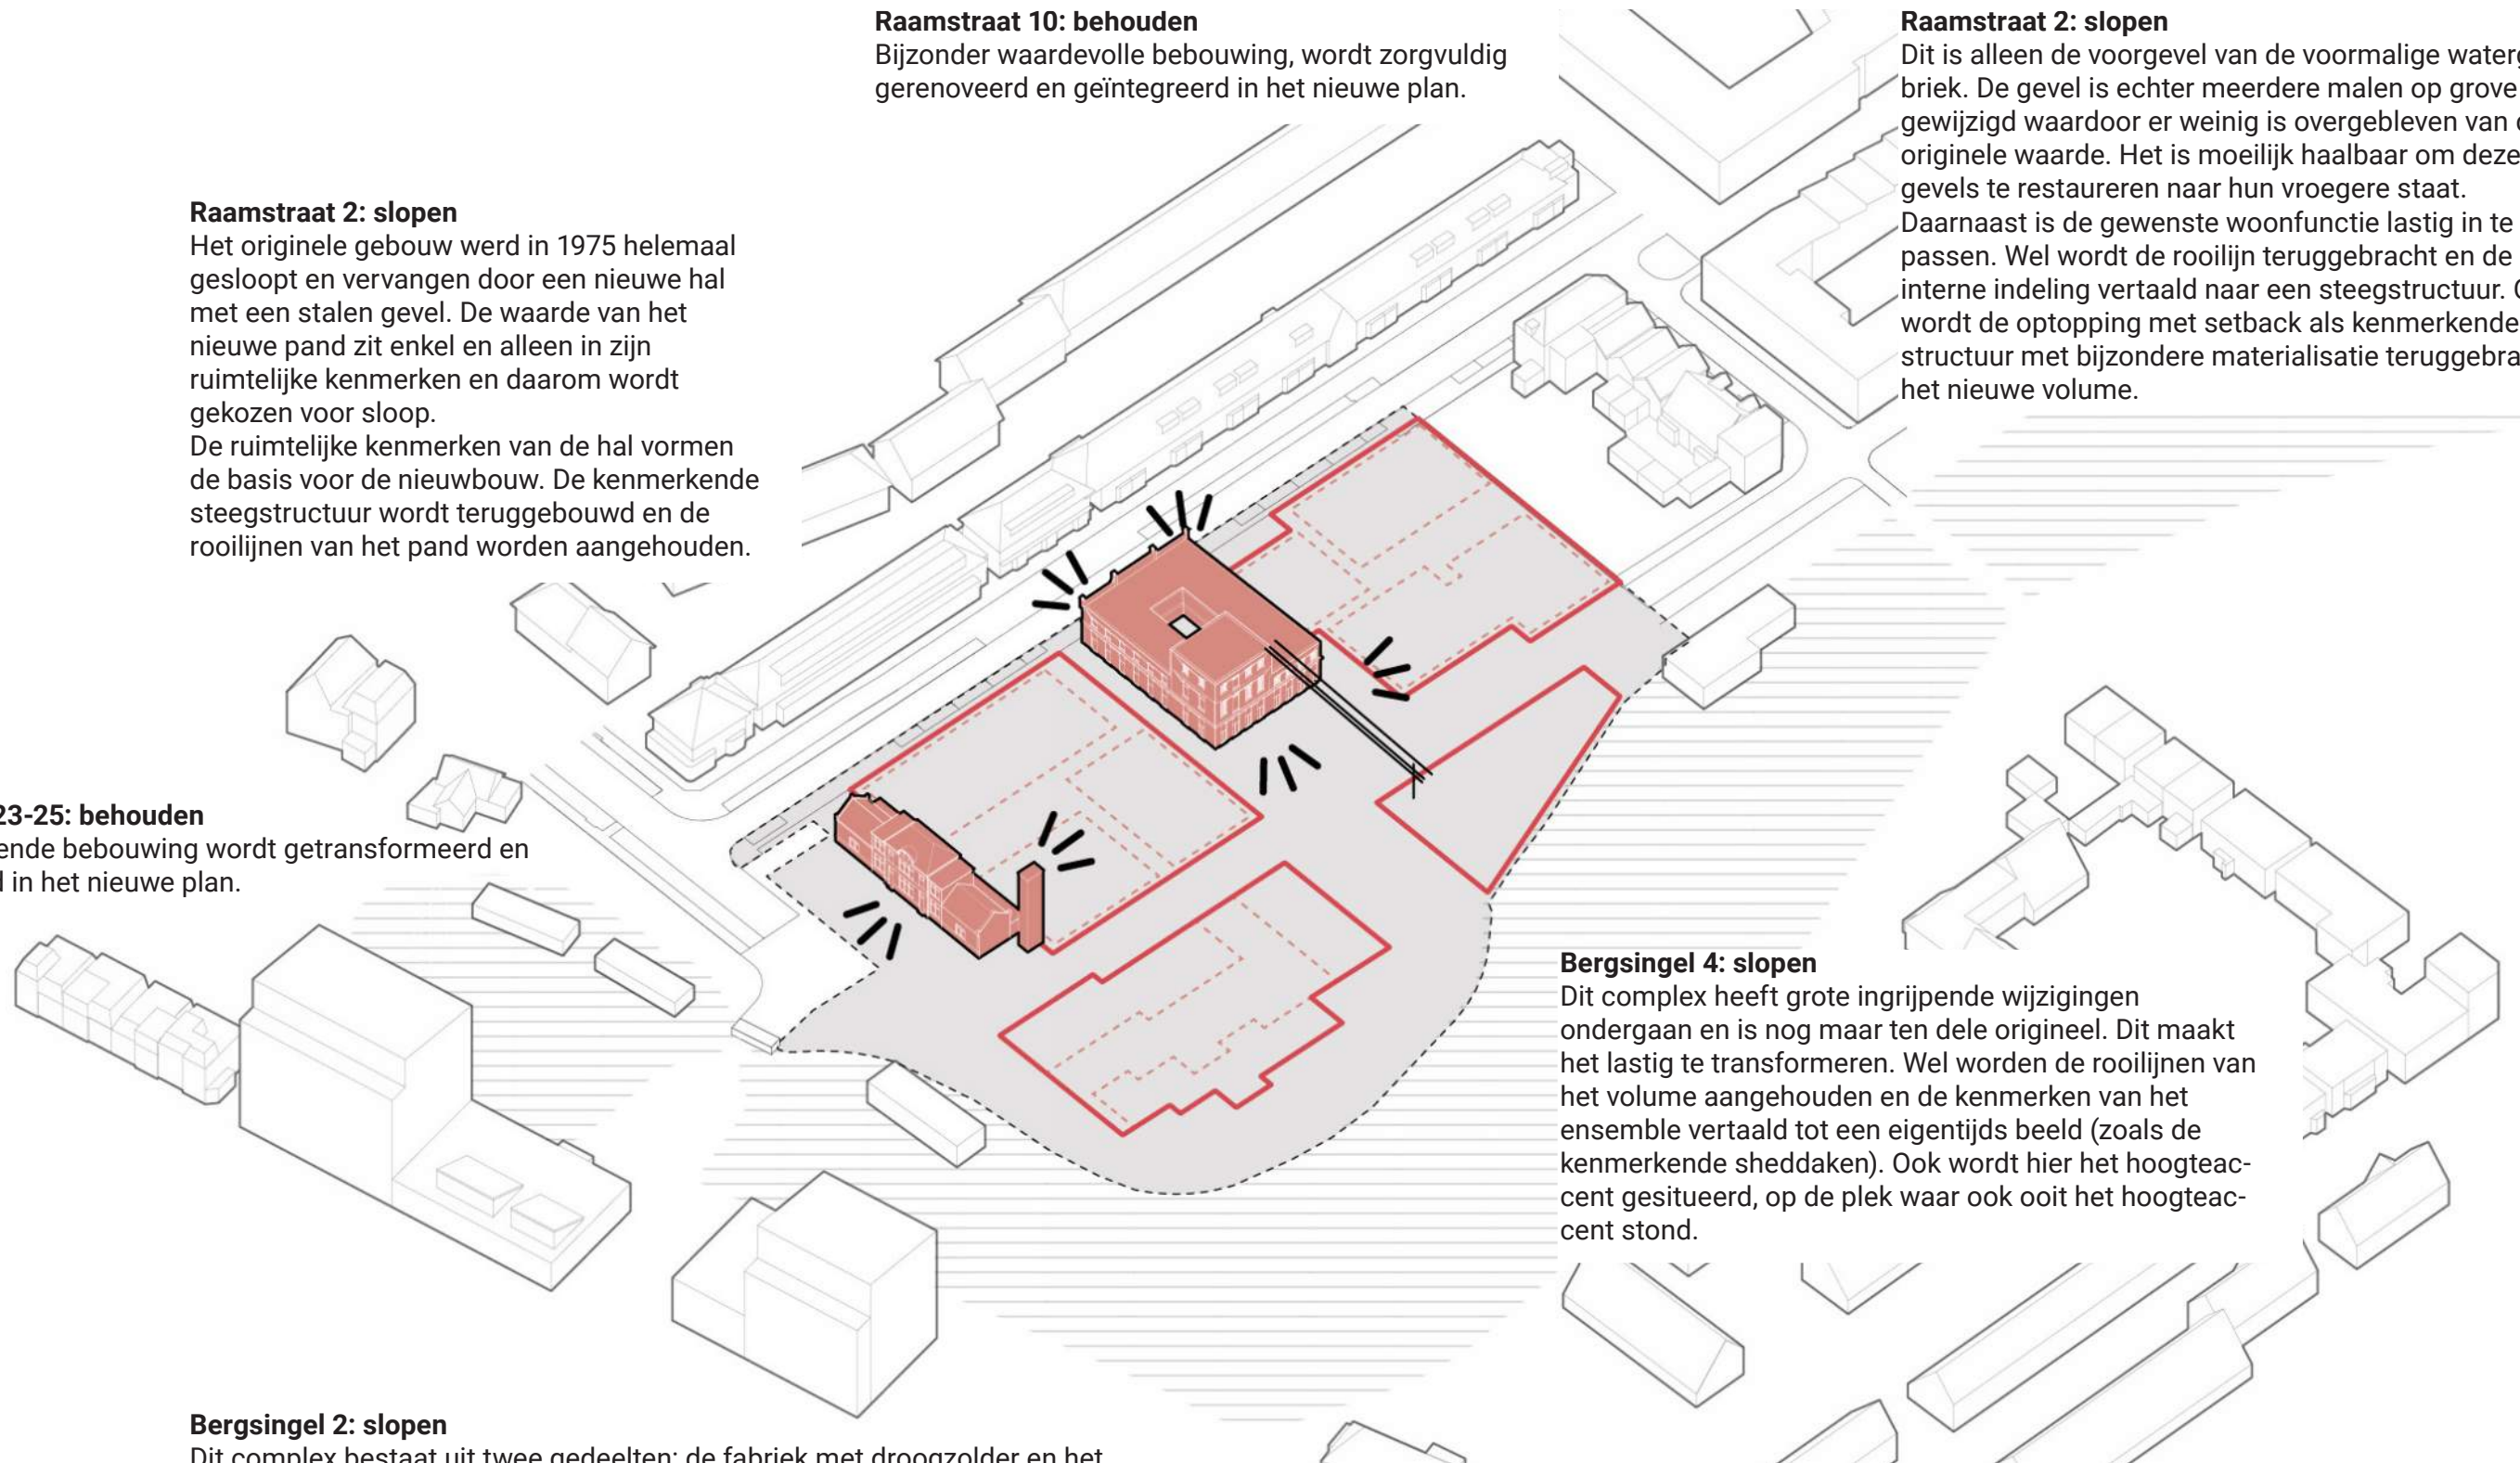 Raamstraat 10: behouden
Bijzonder waardevolle bebouwing, wordt zorgvuldig
gerenoveerd en geïntegreerd in het nieuwe plan.
Raamstraat 2: slopen
Dit is alleen de voorgevel van de voormalige
briek. De gevel is echter meerdere malen op grove
gewijzigd waardoor er weinig is overgebleven van
originele waarde. Het is moeilijk haalbaar om deze
gevels te restaureren naar hun vroegere staat.
Daarnaast is de gewenste woonfunctie lastig in te
passen. Wel wordt de rooilijn teruggebracht en de
interne indeling vertaald naar een steegstructuur.
wordt de optopping met setback als kenmerkende
structuur met bijzondere materialisatie
het nieuwe volume.
Raamstraat 2: slopen
Het originele gebouw werd in 1975 helemaal
gesloopt en vervangen door een nieuwe hal
met een stalen gevel. De waarde van het
nieuwe pand zit enkel en alleen in zijn
ruimtelijke kenmerken en daarom wordt
gekozen voor sloop.
De ruimtelijke kenmerken van de hal vormen
de basis voor de nieuwbouw. De kenmerkende
steegstructuur wordt teruggebouwd en de
rooilijnen van het pand worden aangehouden.
23-25: behouden
ende bebouwing wordt getransformeerd en
in het nieuwe plan.
Bergsingel 4: slopen
Dit complex heeft grote ingrijpende wijzigingen
ondergaan en is nog maar ten dele origineel. Dit maakt
het lastig te transformeren. Wel worden de rooilijnen van
het volume aangehouden en de kenmerken van het
ensemble vertaald tot een eigentijds beeld (zoals de
kenmerkende sheddaken). Ook wordt hier het hoogteac-
cent gesitueerd, op de plek waar ook ooit het hoogteac-
cent stond.
Bergsingel 2: slopen
Dit complex bestaat uit twee gedeelten: de fabriek met droogzolder en het